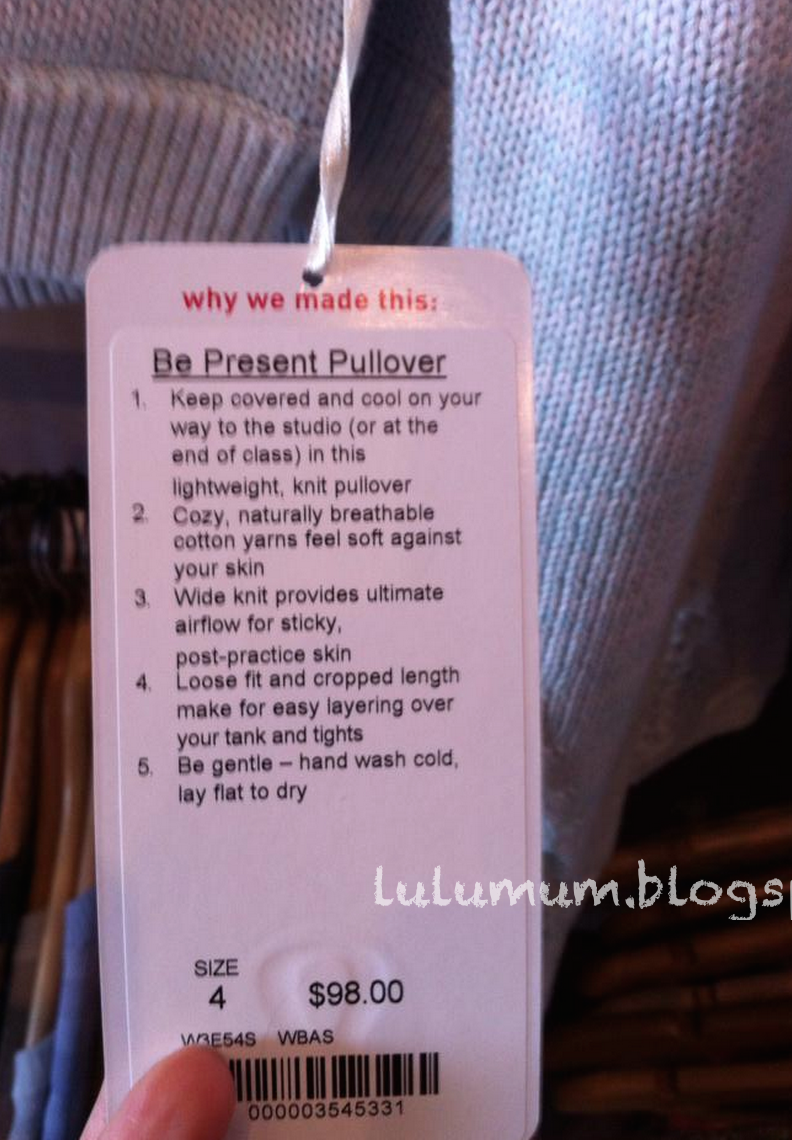 why we made this:
Be Present Pullover
1. Keep covered and cool on your
way to the studio (or at the
end of class) in this
lightweight, knit pullover
2. Cozy, naturally breathable
cotton yarns feel soft against
your skin
3. Wide knit provides ultimate
airflow for sticky,
post-practice skin
4. Loose fit and cropped length
make for easy layering over
your tank and tights
5. Be gentle – hand wash cold,
lay flat to dry
lulumum.blogsp
SIZE
4 $98.00
W3E54S WBAS
000003545331